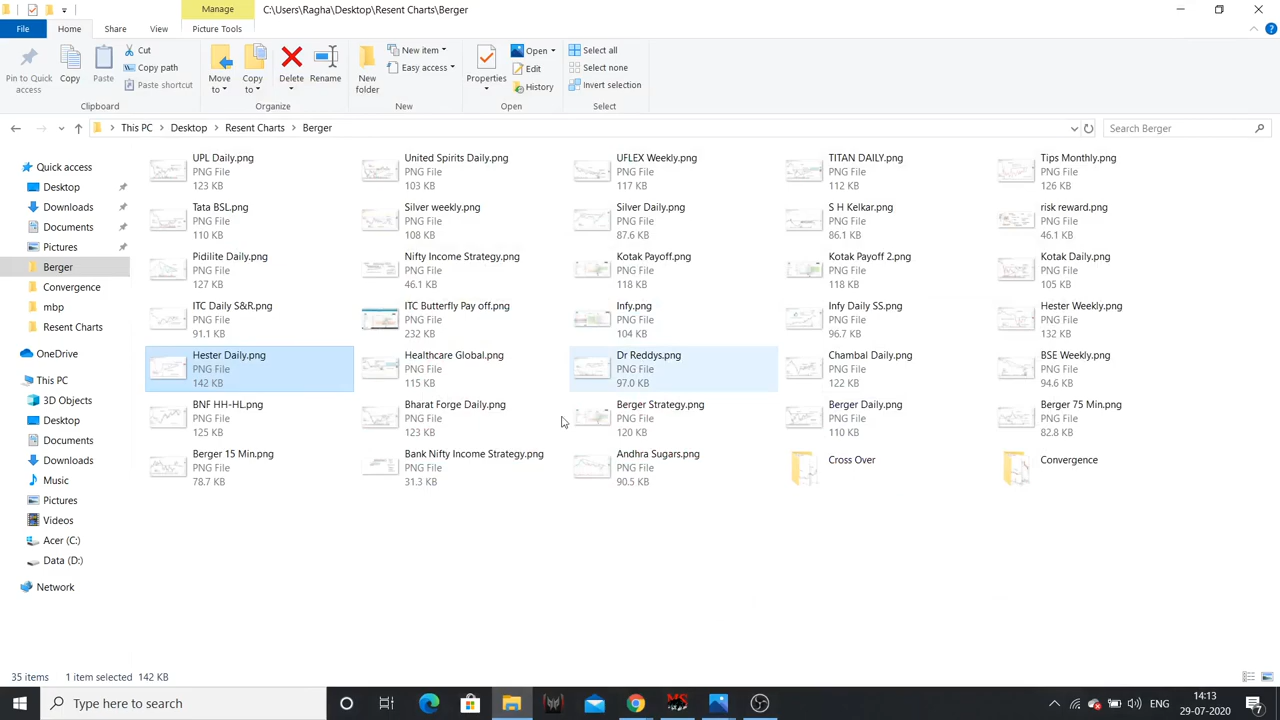 Manage
C:\Users\Ragha\Desktop\Resent Charts\Berger
File
Home
Share
View
Picture Tools
Pin to Quick access
Copy
Paste
Cut
Copy path
Paste shortcut
Clipboard
Move to
Copy to
Delete
Rename
Organize
New folder
New item
Easy access
New
Properties
Open
Edit
History
Open
Select all
Select none
Invert selection
Select
This PC
Desktop
Resent Charts
Berger
Search Berger
Quick access
Desktop
Downloads
Documents
Pictures
Berger
Convergence
mbp
Resent Charts
OneDrive
This PC
3D Objects
Desktop
Documents
Downloads
Music
Pictures
Videos
Acer (C:)
Data (D:)
Network
UPL Daily.png
PNG File
123 KB
United Spirits Daily.png
PNG File
103 KB
UFLEX Weekly.png
PNG File
117 KB
TITAN DAILY.png
PNG File
112 KB
Tips Monthly.png
PNG File
126 KB
Tata BSL.png
PNG File
110 KB
Silver weekly.png
PNG File
108 KB
Silver Daily.png
PNG File
87.6 KB
S H Kelkar.png
PNG File
86.1 KB
risk reward.png
PNG File
46.1 KB
Pidilite Daily.png
PNG File
123 KB
Nifty Income Strategy.png
PNG File
46.1 KB
Kotak Payoff.png
PNG File
118 KB
Kotak Payoff 2.png
PNG File
118 KB
Kotak Daily.png
PNG File
105 KB
ITC Daily S&R.png
PNG File
91.1 KB
ITC Butterfly Pay off.png
PNG File
232 KB
Infy.png
PNG File
104 KB
Infy Daily SS.png
PNG File
96.7 KB
Hester Weekly.png
PNG File
132 KB
Hester Daily.png
PNG File
142 KB
Healthcare Global.png
PNG File
115 KB
Dr Reddys.png
PNG File
97.0 KB
Chambal Daily.png
PNG File
122 KB
BSE Weekly.png
PNG File
94.6 KB
BNF HH-HL.png
PNG File
125 KB
Bharat Forge Daily.png
PNG File
123 KB
Berger Strategy.png
PNG File
120 KB
Berger Daily.png
PNG File
110 KB
Berger 75 Min.png
PNG File
82.8 KB
Berger 15 Min.png
PNG File
78.7 KB
Bank Nifty Income Strategy.png
PNG File
31.3 KB
Andhra Sugars.png
PNG File
90.5 KB
Cross Over
Convergence
35 items
1 item selected 142 KB
Type here to search
ENG
14:13
29-07-2020
7